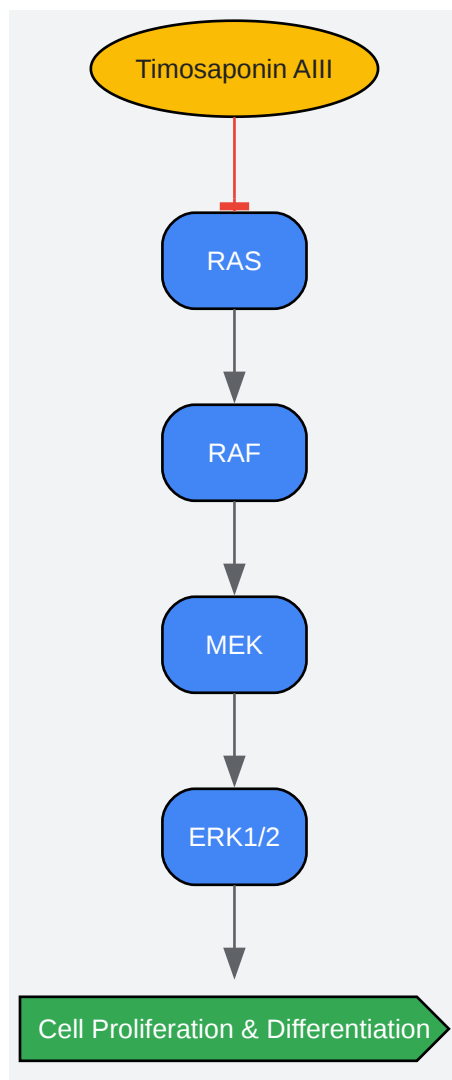 Timosaponin AIII
RAS
RAF
MEK
ERK1/2
Cell Proliferation & Differentiation